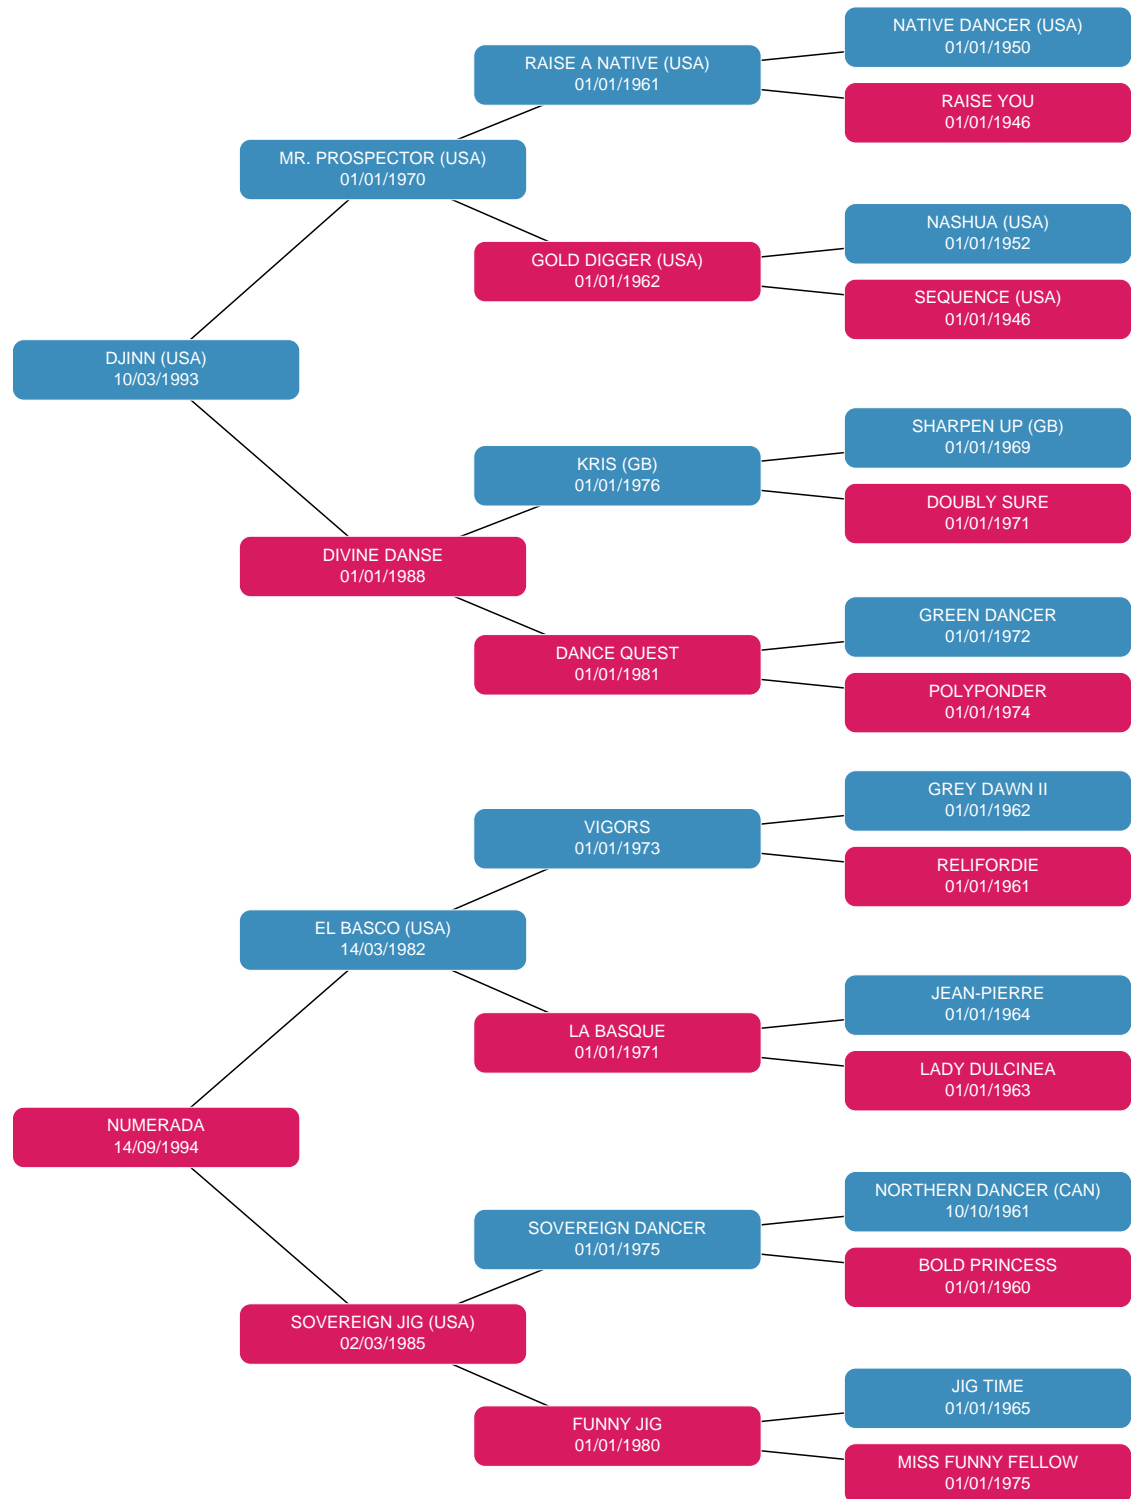 NATIVE DANCER (USA)
01/01/1950
RAISE A NATIVE (USA)
01/01/1961
RAISE YOU
01/01/1946
MR. PROSPECTOR (USA)
01/01/1970
NASHUA (USA)
01/01/1952
GOLD DIGGER (USA)
01/01/1962
SEQUENCE (USA)
01/01/1946
DJINN (USA)
10/03/1993
SHARPEN UP (GB)
01/01/1969
KRIS (GB)
01/01/1976
DOUBLY SURE
01/01/1971
DIVINE DANSE
01/01/1988
GREEN DANCER
01/01/1972
DANCE QUEST
01/01/1981
POLYPONDER
01/01/1974
GREY DAWN II
01/01/1962
VIGORS
01/01/1973
RELIFORDIE
01/01/1961
EL BASCO (USA)
14/03/1982
JEAN-PIERRE
01/01/1964
LA BASQUE
01/01/1971
LADY DULCINEA
01/01/1963
NUMERADA
14/09/1994
NORTHERN DANCER (CAN)
10/10/1961
SOVEREIGN DANCER
01/01/1975
BOLD PRINCESS
01/01/1960
SOVEREIGN JIG (USA)
02/03/1985
JIG TIME
01/01/1965
FUNNY JIG
01/01/1980
MISS FUNNY FELLOW
01/01/1975